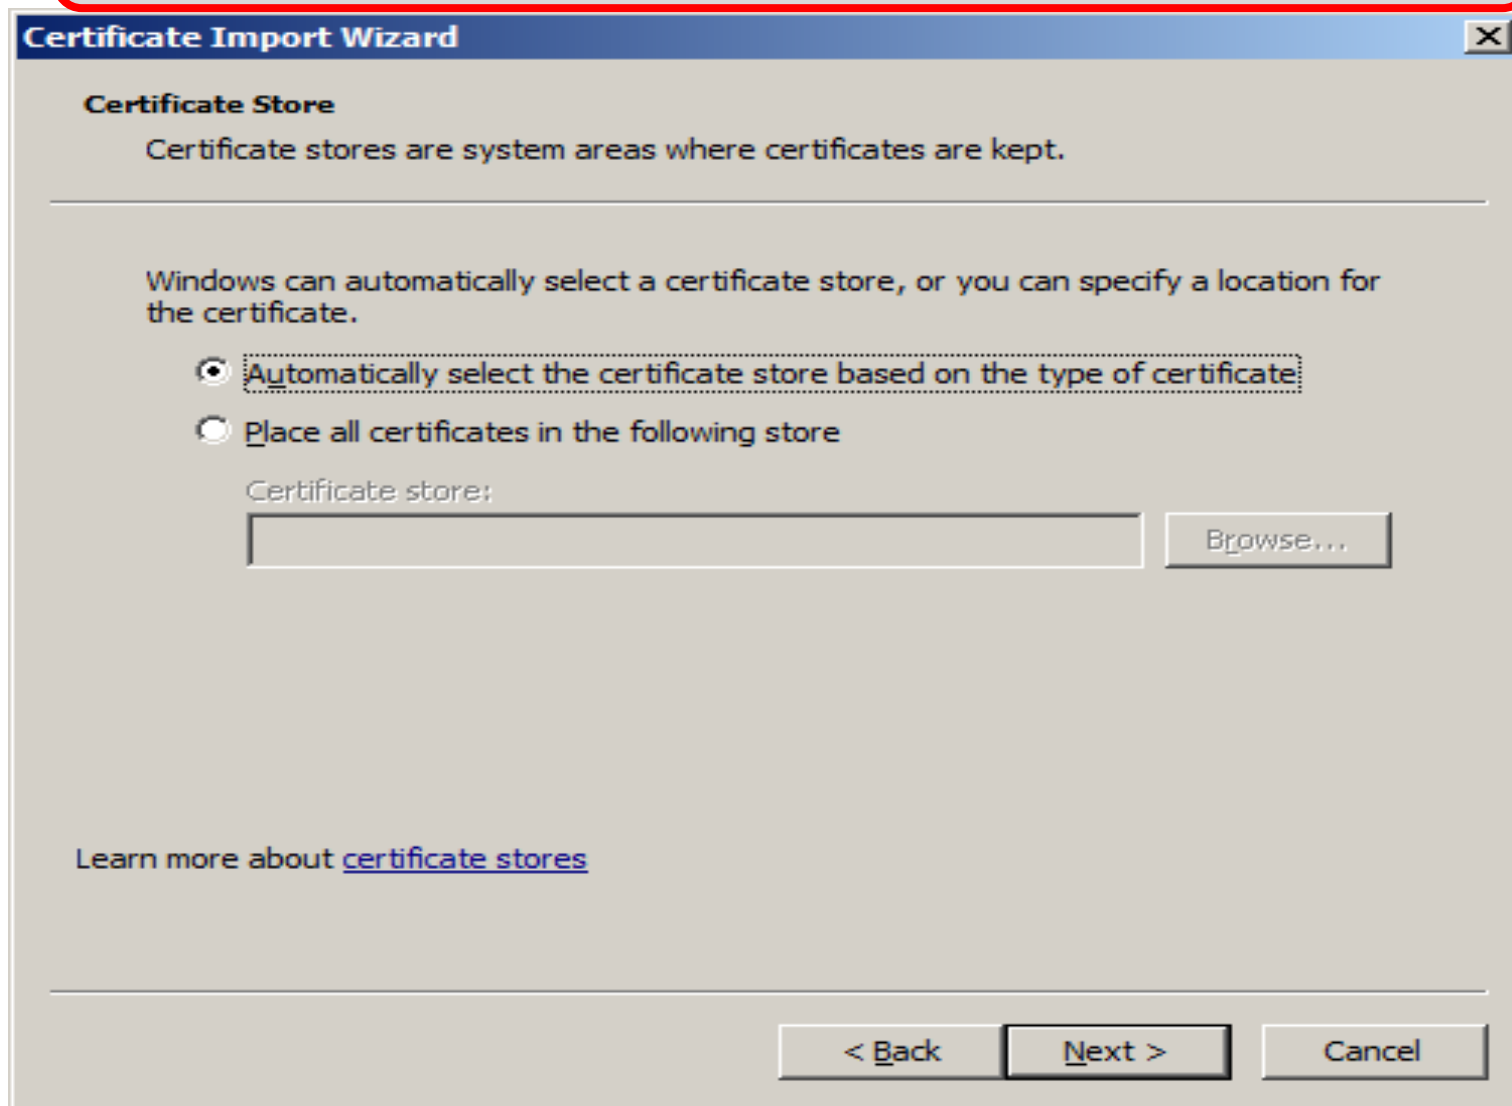 Certificate Import Wizard
Certificate Store
Certificate stores are system areas where certificates are kept.
Windows can automatically select a certificate store, or you can specify a location for
the certificate.
Automatically select the certificate store based on the type of certificate
Place all certificates in the following store
Certificate store:
Browse...
Learn more about certificate stores
< Back
Next >
Cancel